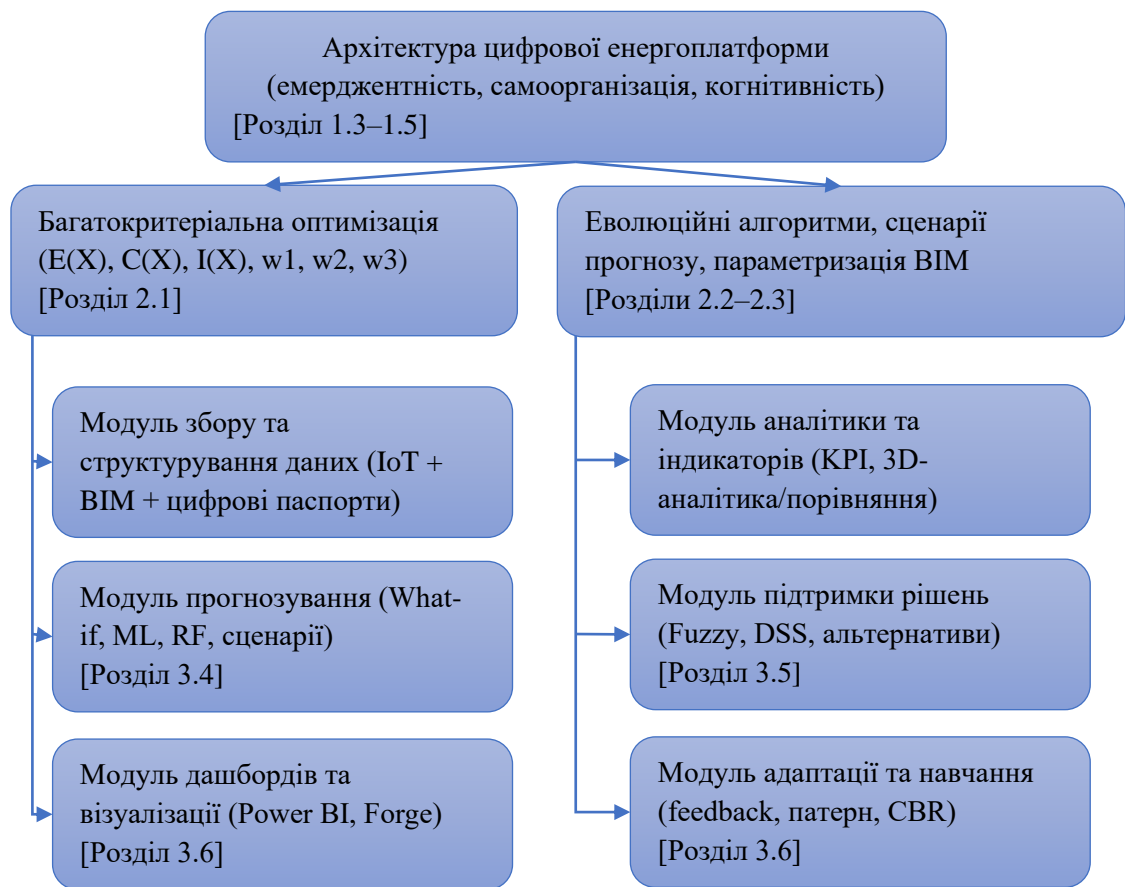 Архітектура цифрової енергоплатформи
(емерджентність, самоорганізація, когнітивність)
[Розділ 1.3–1.5]
Багатокритеріальна оптимізація
(E(X), C(X), I(X), w1, w2, w3)
[Розділ 2.1]
Еволюційні алгоритми, сценарії
прогнозу, параметризація BIM
[Розділи 2.2–2.3]
Модуль збору та
структурування даних (IoT +
BIM + цифрові паспорти)
Модуль аналітики та
індикаторів (KPI, 3D-
аналітика/порівняння)
Модуль прогнозування (What-
if, ML, RF, сценарії)
[Розділ 3.4]
Модуль підтримки рішень
(Fuzzy, DSS, альтернативи)
[Розділ 3.5]
Модуль дашбордів та
візуалізації (Power BI, Forge)
[Розділ 3.6]
Модуль адаптації та навчання
(feedback, патерн, CBR)
[Розділ 3.6]